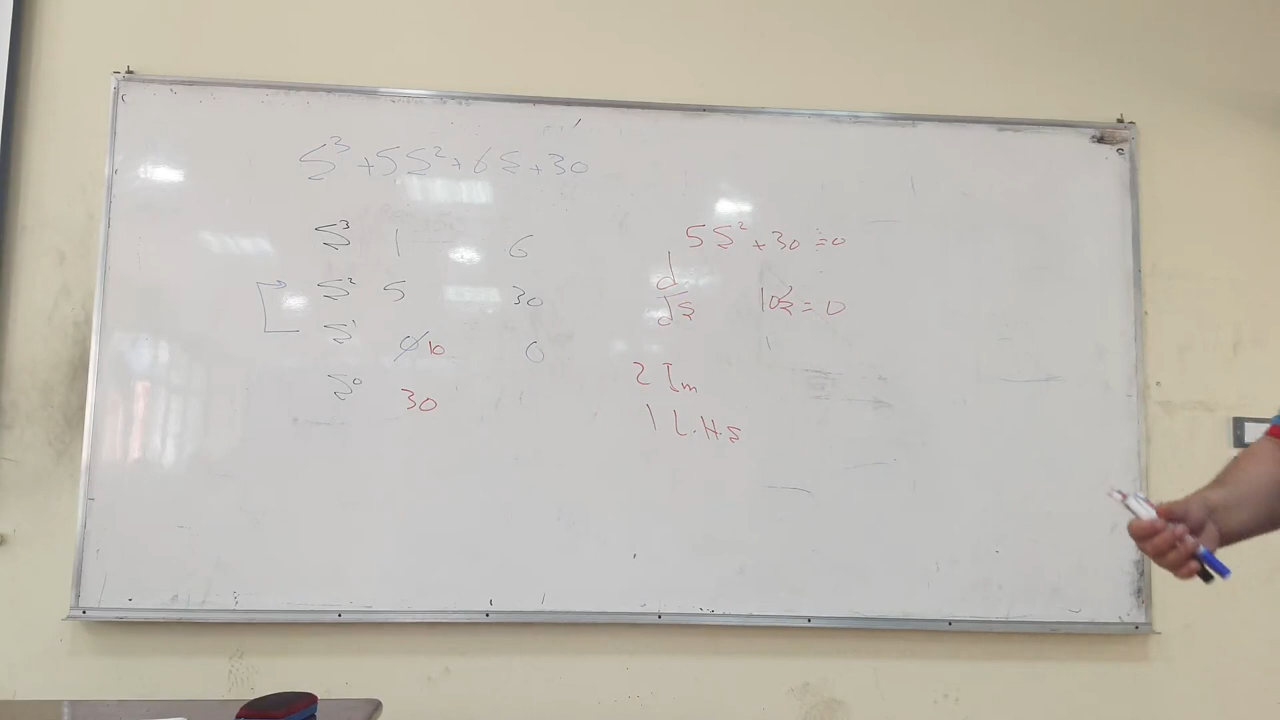 S³+5S²+6S+30
S³ 1 6
S² 5 30
S¹ 0 10 0
S⁰ 30
5S²+30=0
d/dS 10S=0
2 Im
1 L.H.S